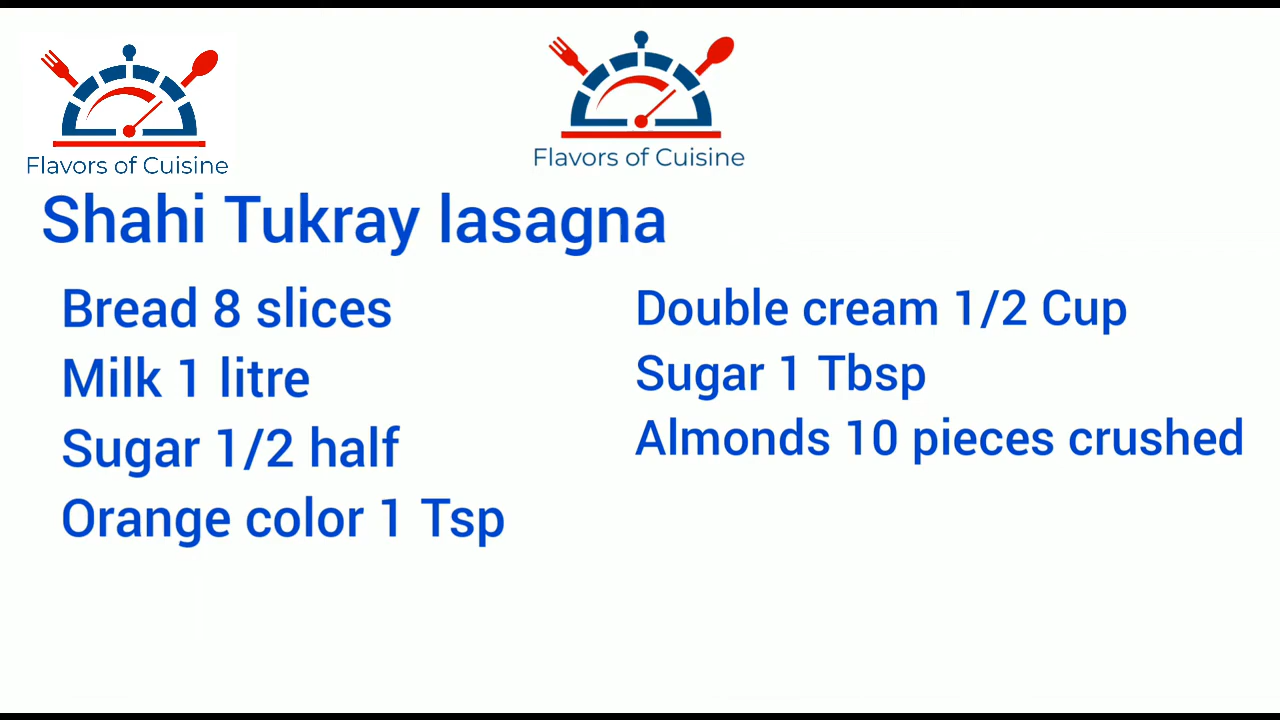 Flavors of Cuisine
Flavors of Cuisine
Shahi Tukray lasagna
Bread 8 slices
Milk 1 litre
Sugar 1/2 half
Orange color 1 Tsp
Double cream 1/2 Cup
Sugar 1 Tbsp
Almonds 10 pieces crushed